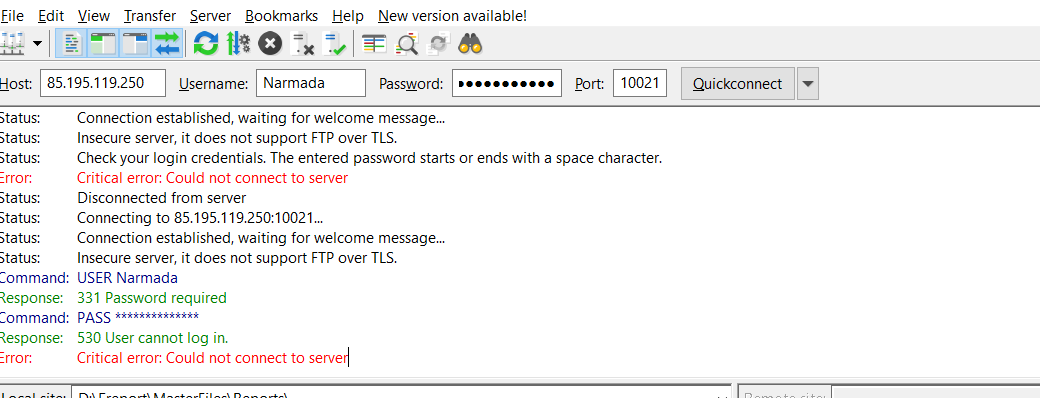 File Edit View Transfer Server Bookmarks Help New version available!
Host: 85.195.119.250 Username: Narmada Password: ●●●●●●●●●●● Port: 10021 Quickconnect
Status: Connection established, waiting for welcome message...
Status: Insecure server, it does not support FTP over TLS.
Status: Check your login credentials. The entered password starts or ends with a space character.
Error: Critical error: Could not connect to server
Status: Disconnected from server
Status: Connecting to 85.195.119.250:10021...
Status: Connection established, waiting for welcome message...
Status: Insecure server, it does not support FTP over TLS.
Command: USER Narmada
Response: 331 Password required
Command: PASS **************
Response: 530 User cannot log in.
Error: Critical error: Could not connect to server
Local site: D:\Ereport\MasterFiles\Reports\ Remote site: